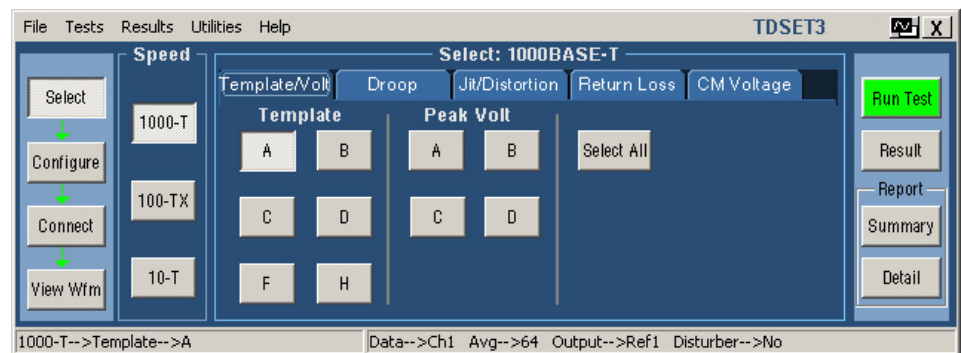 File Tests Results Utilities Help TDSET3 X
Speed Select: 1000BASE-T
Template/Volt Droop Jit/Distortion Return Loss CM Voltage
Select 1000-T Template Peak Volt Run Test
A B A B Select All
Configure Result
100-TX Report
Connect C D C D Summary
View Wfm 10-T F H Detail
1000-T-->Template-->A Data-->Ch1 Avg-->64 Output-->Ref1 Disturber-->No